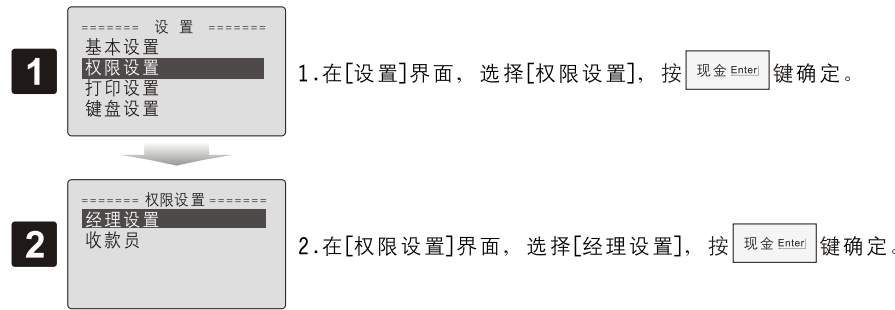 1
======= 设 置 =======
基本设置
权限设置
打印设置
键盘设置
1.在[设置]界面，选择[权限设置]，按 现金 Enter 键确定。
2
======= 权限设置 =======
经理设置
收款员
2.在[权限设置]界面，选择[经理设置]，按 现金 Enter 键确定。